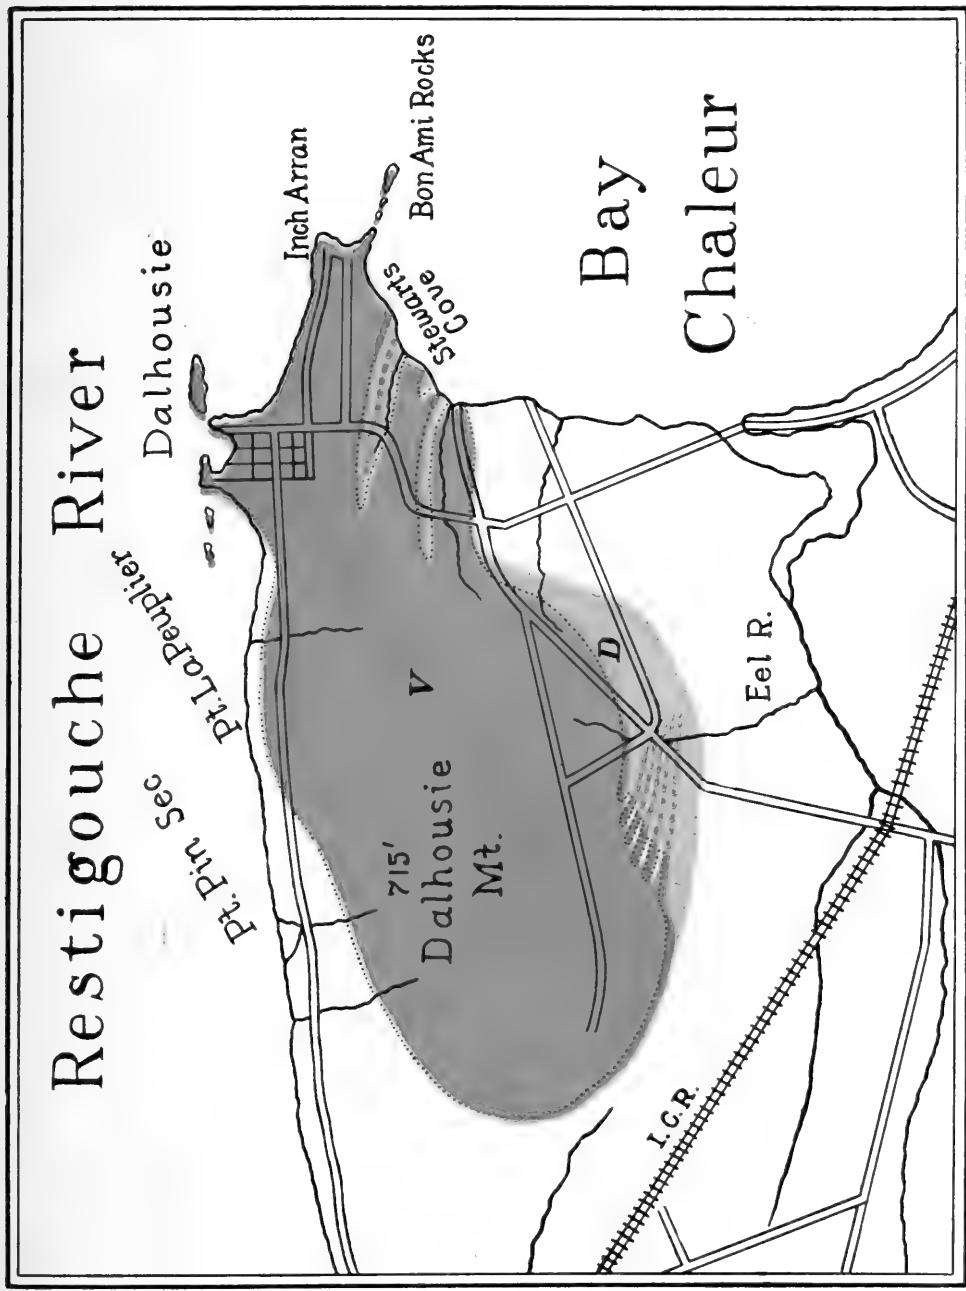 Restigouche River
Dalhousie
Inch Arran
Bon Ami Rocks
Stewarts
Cove
Bay
Chaleur
Pt. La Peuplier
Pt. Pin Sec
V
715'
Dalhousie
Mt.
D
Eel R.
I.C.R.